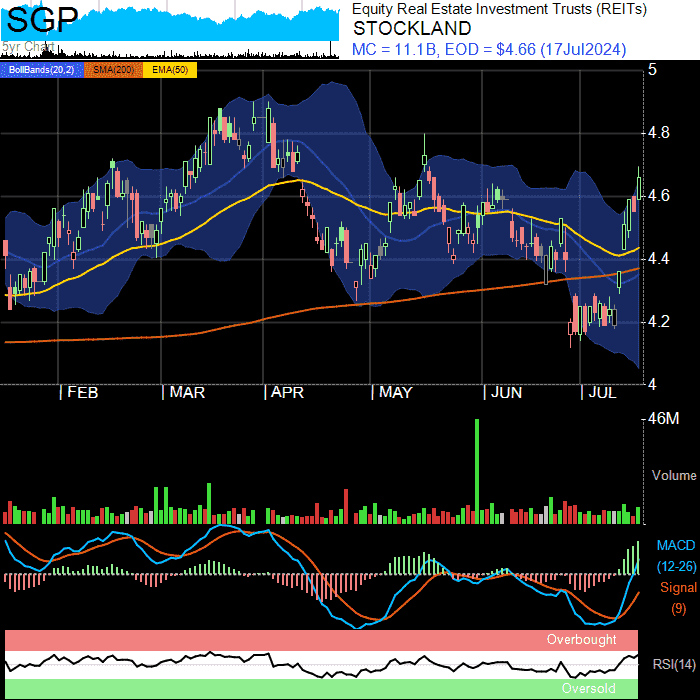 SGP
5yr Chart
Equity Real Estate Investment Trusts (REITs)
STOCKLAND
MC = 11.1B, EOD = $4.66 (17Jul2024)
BollBands(20,2) SMA(200) EMA(50)
5
4.8
4.6
4.4
4.2
4
FEB MAR APR MAY JUN JUL
46M
Volume
MACD
(12-26)
Signal
(9)
Overbought
RSI(14)
Oversold